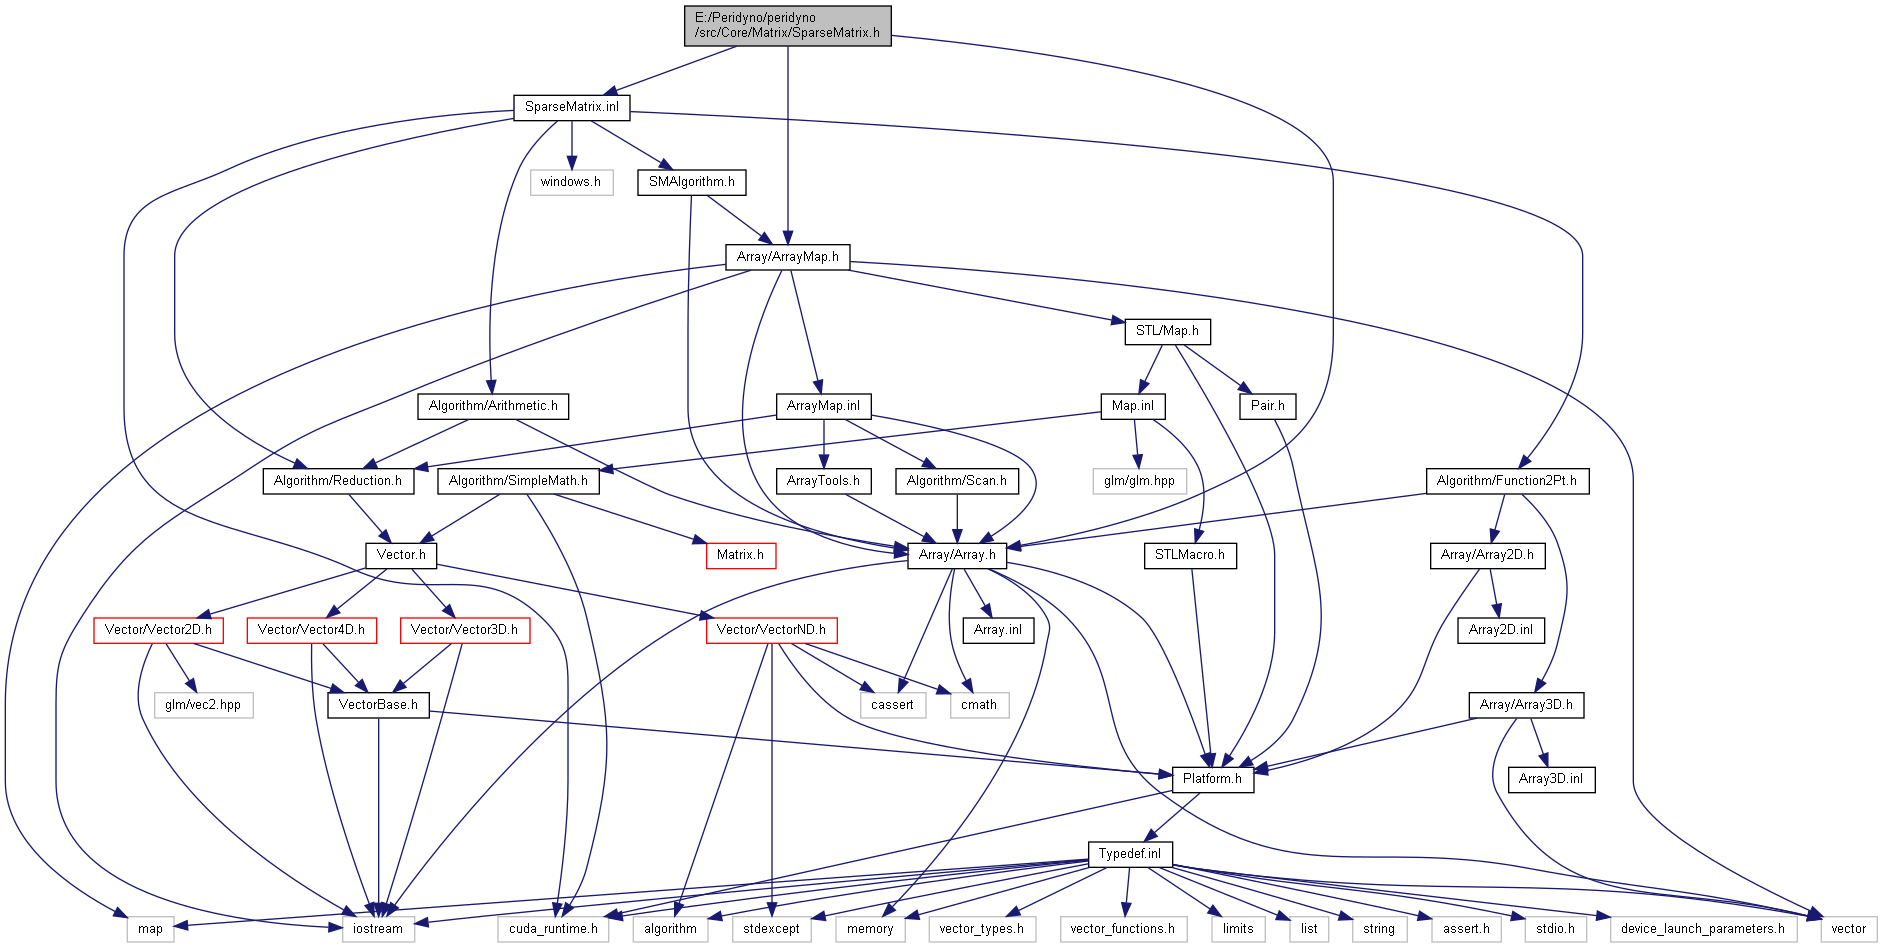 E:/Peridyno/peridyno
/src/Core/Matrix/SparseMatrix.h
SparseMatrix.inl
windows.h
SMAlgorithm.h
Array/ArrayMap.h
STL/Map.h
Algorithm/Arithmetic.h
ArrayMap.inl
Map.inl
Pair.h
Algorithm/Reduction.h
Algorithm/SimpleMath.h
ArrayTools.h
Algorithm/Scan.h
glm/glm.hpp
Algorithm/Function2Pt.h
Vector.h
Matrix.h
Array/Array.h
STLMacro.h
Array/Array2D.h
Vector/Vector2D.h
Vector/Vector4D.h
Vector/Vector3D.h
Vector/VectorND.h
Array.inl
Array2D.inl
glm/vec2.hpp
VectorBase.h
cassert
cmath
Array/Array3D.h
Platform.h
Array3D.inl
Typedef.inl
map
iostream
cuda_runtime.h
algorithm
stdexcept
memory
vector_types.h
vector_functions.h
limits
list
string
assert.h
stdio.h
device_launch_parameters.h
vector